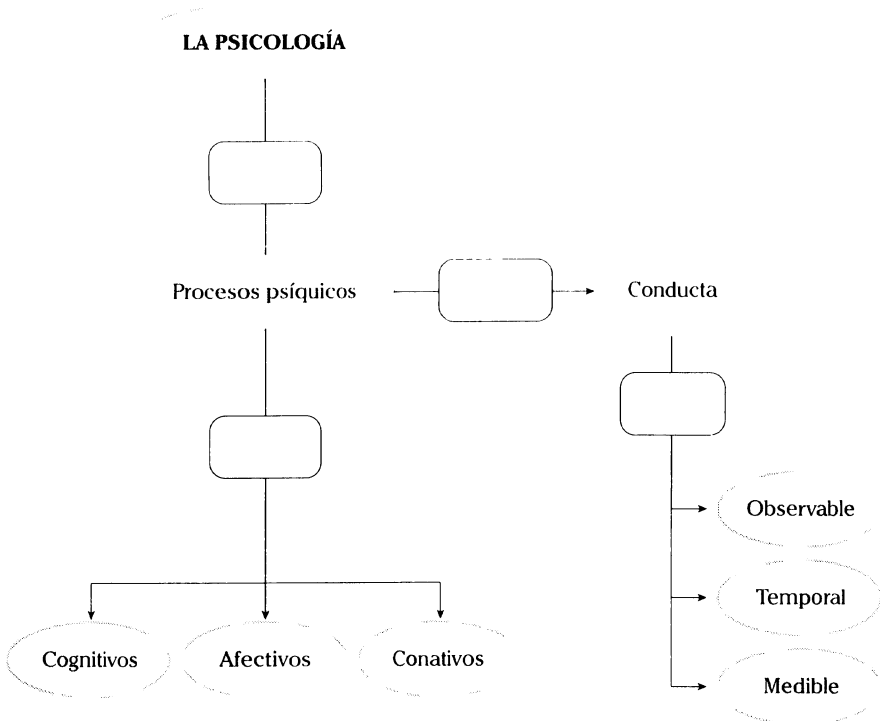 LA PSICOLOGÍA
Procesos psíquicos
Conducta
Observable
Temporal
Cognitivos
Afectivos
Conativos
Medible